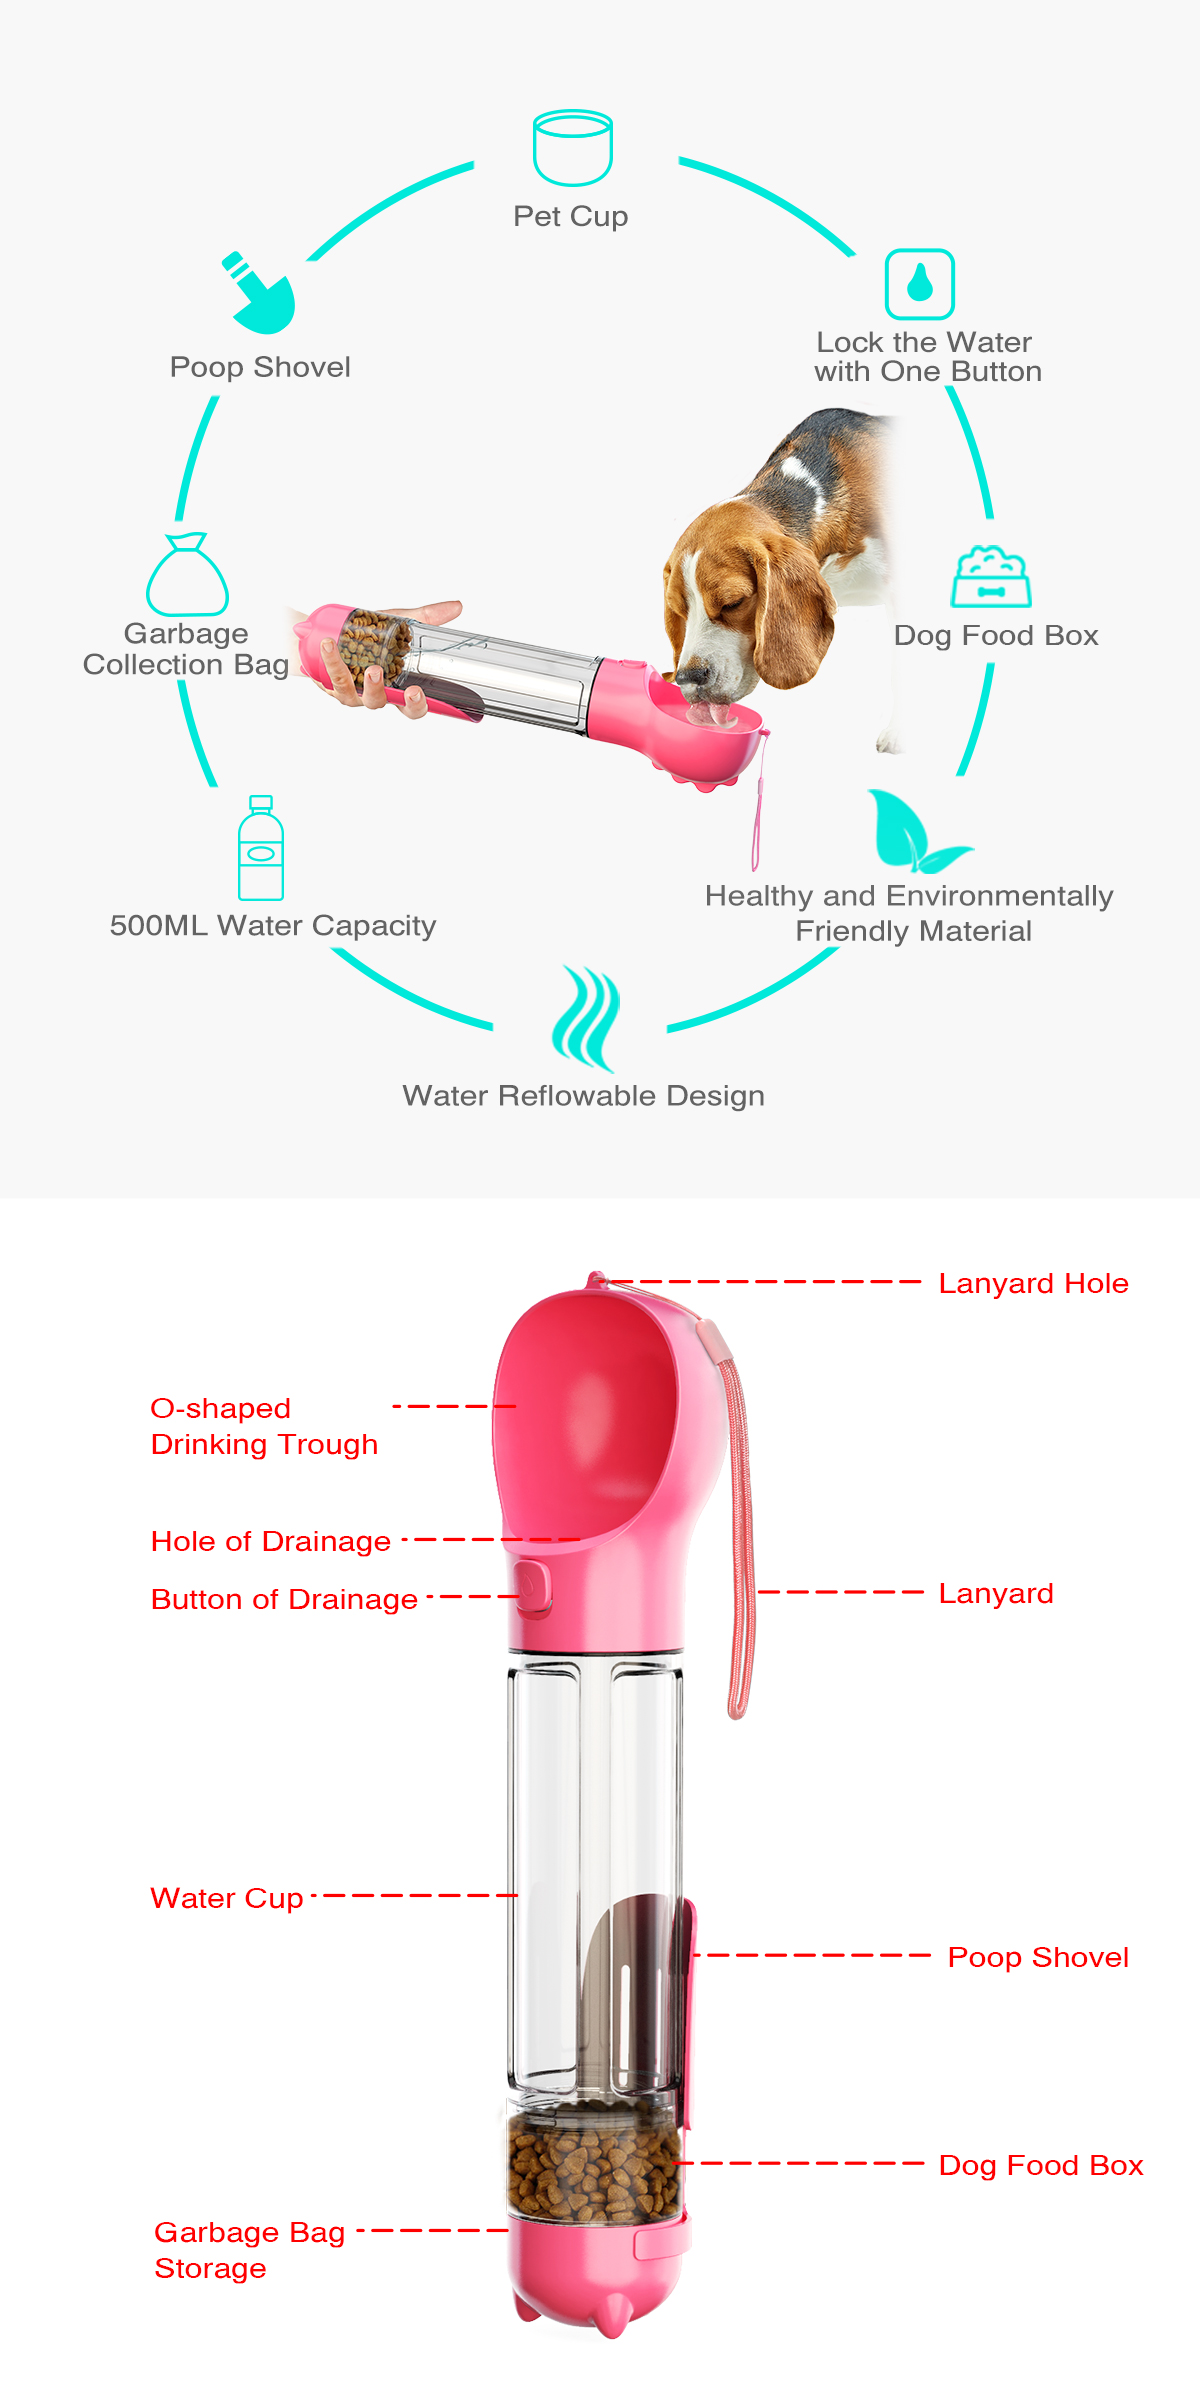 Pet Cup
Poop Shovel
Lock the Water
with One Button
Garbage
Collection Bag
Dog Food Box
500ML Water Capacity
Healthy and Environmentally
Friendly Material
Water Reflowable Design
Lanyard Hole
O-shaped
Drinking Trough
Hole of Drainage
Button of Drainage
Lanyard
Water Cup
Poop Shovel
Dog Food Box
Garbage Bag
Storage